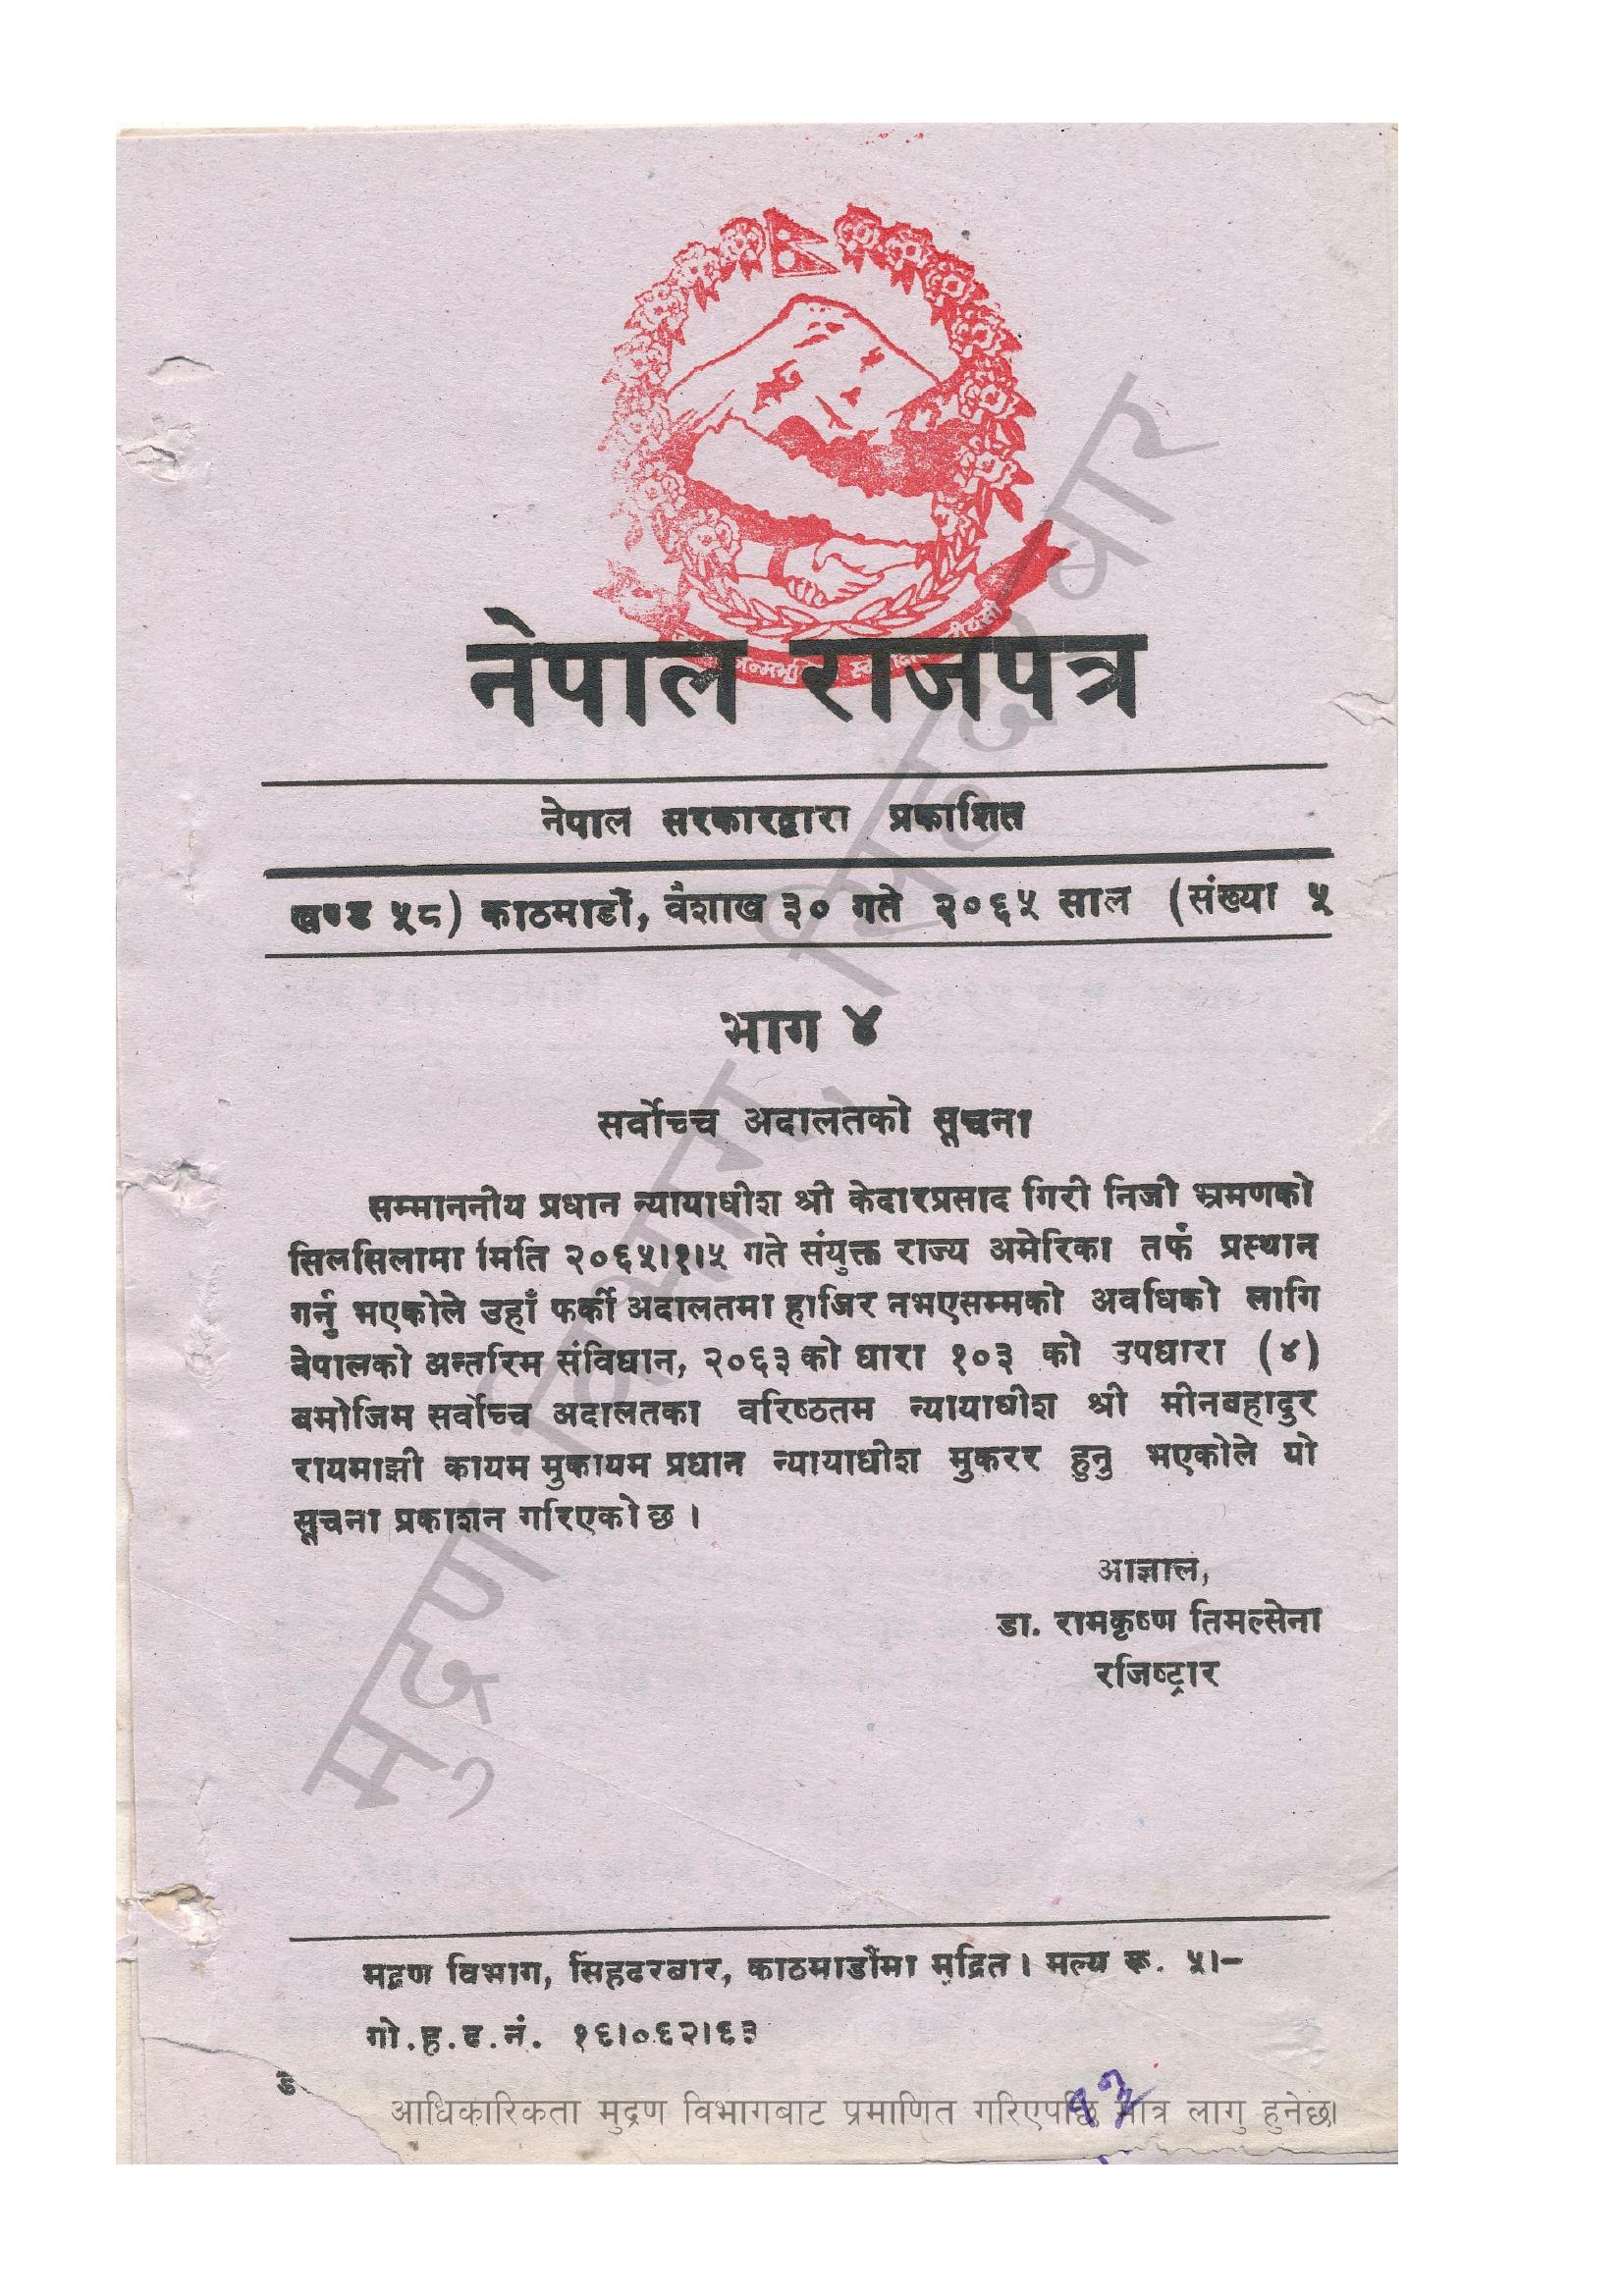 नेपाल राजपत्र
नेपाल सरकारद्वारा प्रकाशित
खण्ड ५८) काठमाडौं, वैशाख ३० गते २०६५ साल (संख्या ५
भाग ४
सर्वोच्च अदालतको सूचना
सम्माननीय प्रधान न्यायाधीश श्री केदारप्रसाद गिरी निजी भ्रमणको
सिलसिलामा मिति २०६५।१।५ गते संयुक्त राज्य अमेरिका तर्फ प्रस्थान
गर्नु भएकोले उहाँ फर्की अदालतमा हाजिर नभएसम्मको अवधिको लागि
नेपालको अन्तरिम संविधान, २०६३ को धारा १०३ को उपधारा (४)
बमोजिम सर्वोच्च अदालतका वरिष्ठतम न्यायाधीश श्री मीनबहादुर
रायमाझी कायम मुकायम प्रधान न्यायाधीश मुकरर हुनु भएकोले यो
सूचना प्रकाशन गरिएको छ ।
आज्ञाले,
डा. रामकृष्ण तिमल्सेना
रजिष्ट्रार
मुद्रण विभाग, सिंहदरबार, काठमाडौंमा मुद्रित । मूल्य रू. ५।–
गो.ह.द.नं. १६।०६२।६३
१३
आधिकारिकता मुद्रण विभागबाट प्रमाणित गरिएपछि मात्र लागु हुनेछ।
मुद्रण विभाग, सिंहदरबार